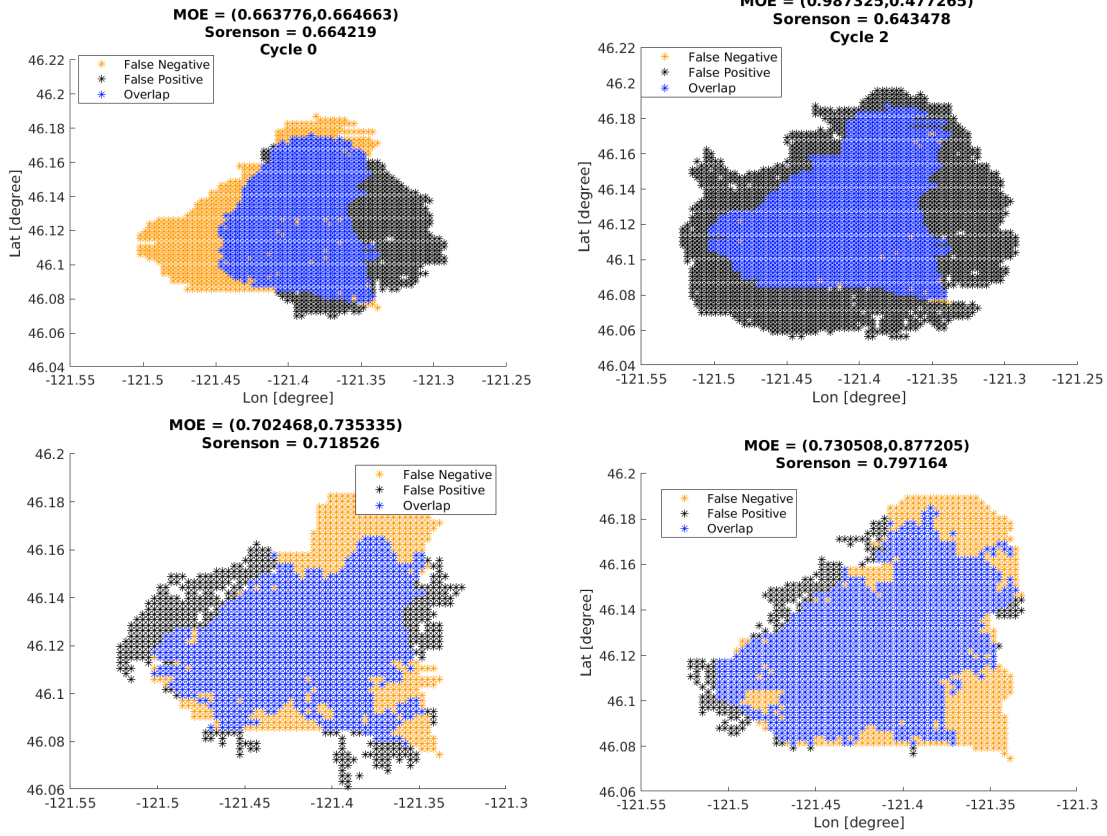 MOE = (0.663776,0.664663)
Sorenson = 0.664219
Cycle 0
False Negative
False Positive
Overlap
46.22
46.2
46.18
46.16
46.14
46.12
46.1
46.08
46.06
46.04
Lat [degree]
-121.55
-121.5
-121.45
-121.4
-121.35
-121.3
-121.25
Lon [degree]
MOE = (0.987325,0.477265)
Sorenson = 0.643478
Cycle 2
False Negative
False Positive
Overlap
46.22
46.2
46.18
46.16
46.14
46.12
46.1
46.08
46.06
46.04
Lat [degree]
-121.55
-121.5
-121.45
-121.4
-121.35
-121.3
-121.25
Lon [degree]
MOE = (0.702468,0.735335)
Sorenson = 0.718526
False Negative
False Positive
Overlap
46.2
46.18
46.16
46.14
46.12
46.1
46.08
46.06
-121.55
-121.5
-121.45
-121.4
-121.35
-121.3
MOE = (0.730508,0.877205)
Sorenson = 0.797164
False Negative
False Positive
Overlap
46.2
46.18
46.16
46.14
46.12
46.1
46.08
46.06
Lat [degree]
-121.55
-121.5
-121.45
-121.4
-121.35
-121.3
Lon [degree]